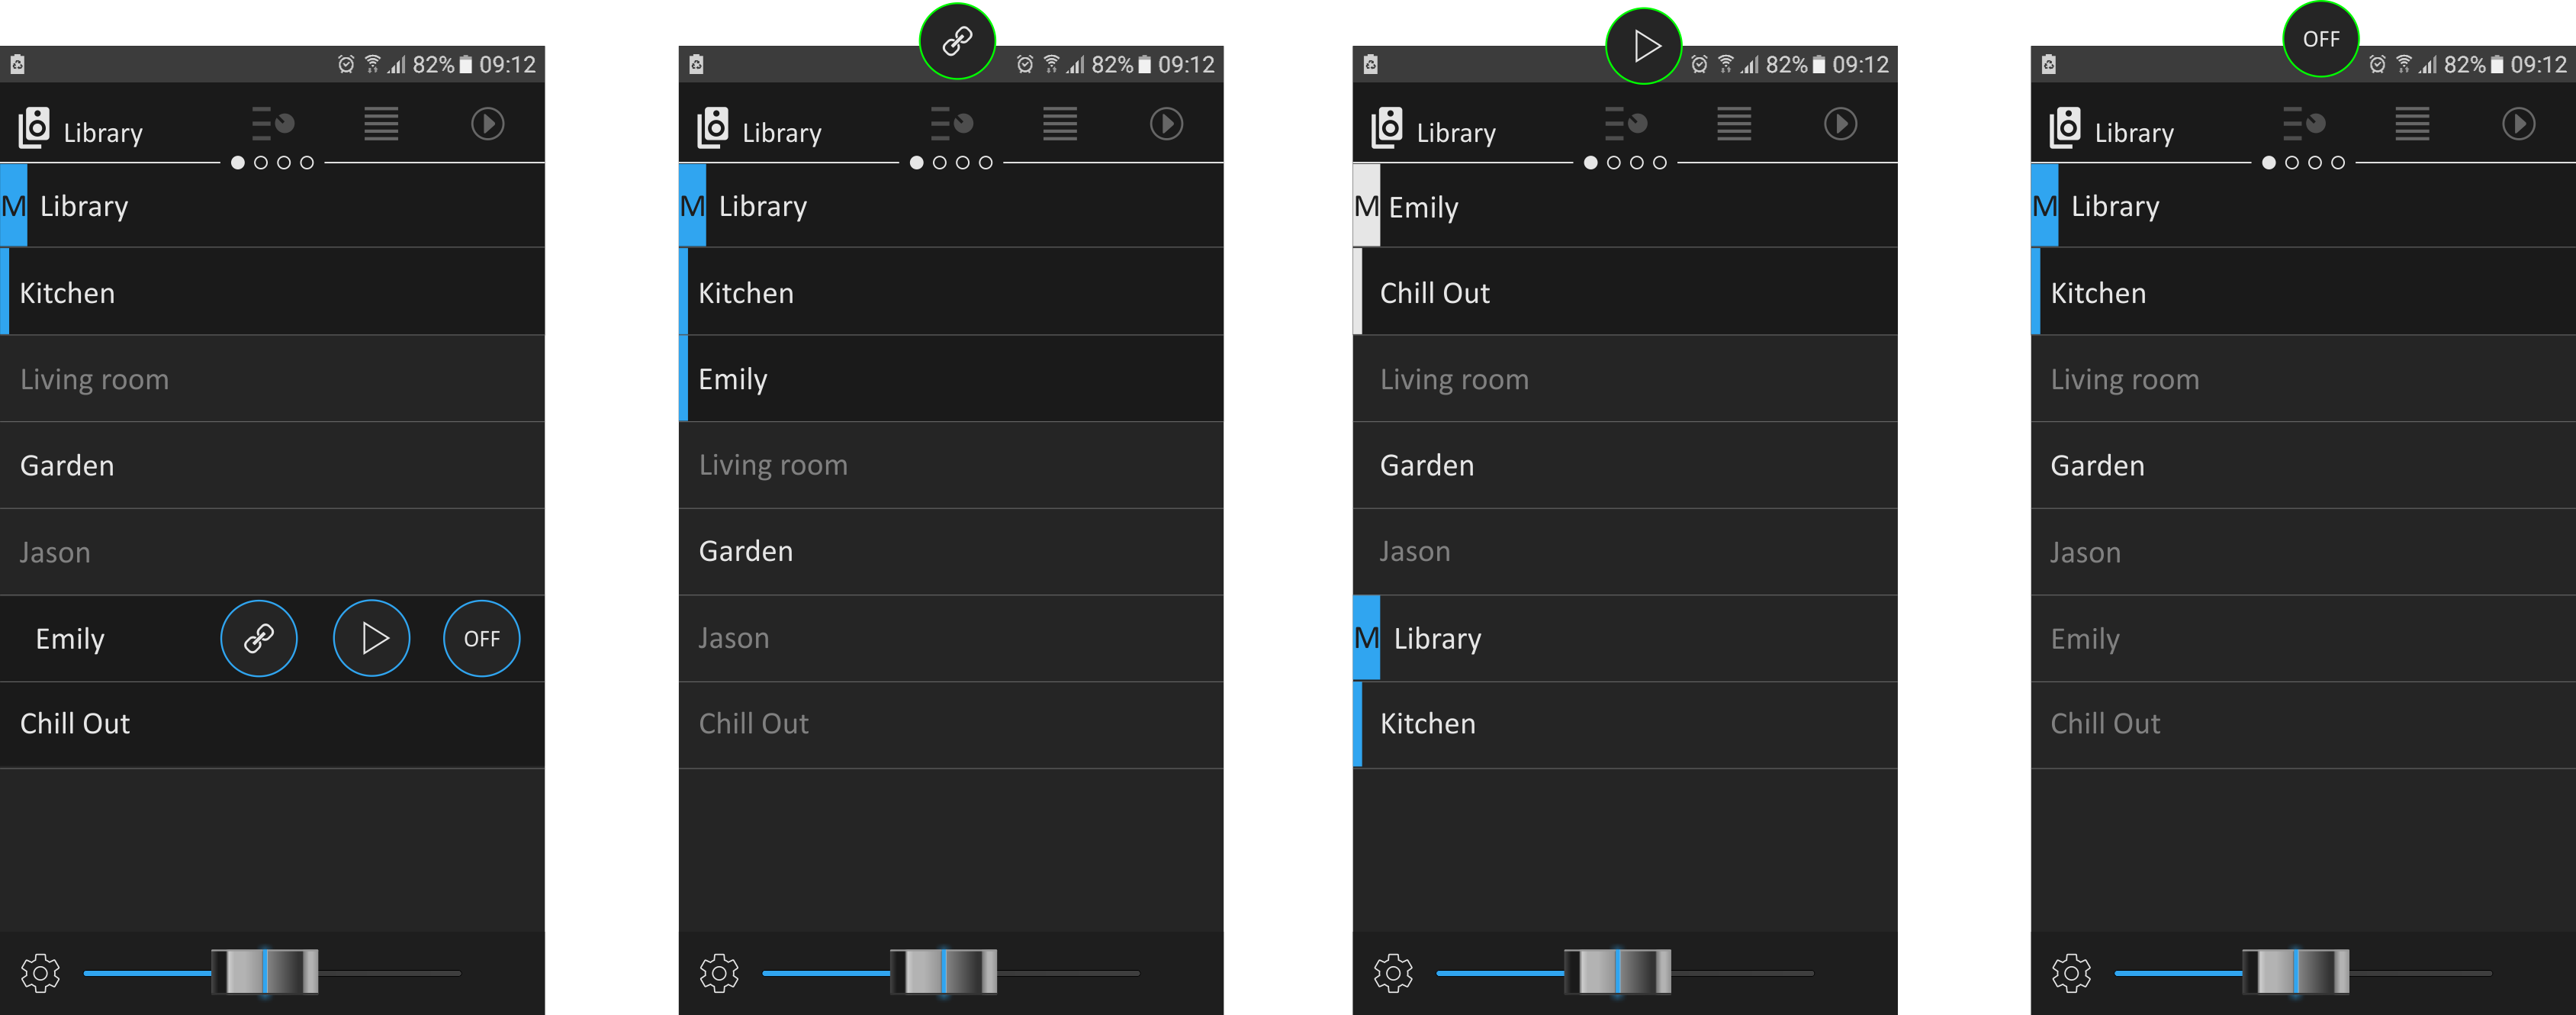 82% 09:12
Library
M Library
Kitchen
Living room
Garden
Jason
Emily OFF
Chill Out
82% 09:12
Library
M Library
Kitchen
Emily
Living room
Garden
Jason
Chill Out
82% 09:12
Library
M Emily
Chill Out
Living room
Garden
Jason
M Library
Kitchen
OFF
82% 09:12
Library
M Library
Kitchen
Living room
Garden
Jason
Emily
Chill Out